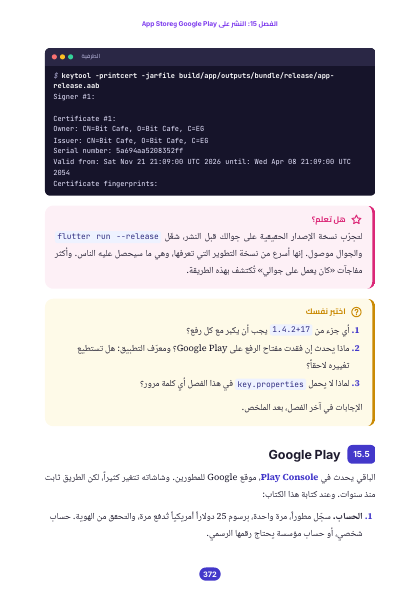 الفصل 15: النشر على Google Play وApp Store
الطرفية
$ keytool -printcert -jarfile build/app/outputs/bundle/release/app-
release.aab
Signer #1:
Certificate #1:
Owner: CN=Bit Cafe, O=Bit Cafe, C=EG
Issuer: CN=Bit Cafe, O=Bit Cafe, C=EG
Serial number: 5a694aa5208352ff
Valid from: Sat Nov 21 21:09:00 UTC 2026 until: Wed Apr 08 21:09:00 UTC
2054
Certificate fingerprints:
هل تعلم؟
لتجرّب نسخة الإصدار الحقيقية على جوالك قبل النشر، شغّل flutter run --release
والجوال موصول. إنها أسرع من نسخة التطوير التي تعرفها، وهي ما سيحصل عليه الناس. وأكثر
مفاجآت «كان يعمل على جوالي» تُكتشف بهذه الطريقة.
اختبر نفسك
1. أي جزء من 1.4.2+17 يجب أن يكبر مع كل رفع؟
2. ماذا يحدث إن فقدت مفتاح الرفع على Google Play؟ ومعرّف التطبيق: هل تستطيع
تغييره لاحقاً؟
3. لماذا لا يحمل key.properties في هذا الفصل أي كلمة مرور؟
الإجابات في آخر الفصل، بعد الملخص.
15.5 Google Play
الباقي يحدث في Play Console، موقع Google للمطورين. وشاشاته تتغير كثيراً، لكن الطريق ثابت
منذ سنوات. وعند كتابة هذا الكتاب:
1. الحساب. سجّل مطوراً، مرة واحدة، برسوم 25 دولاراً أمريكياً تُدفع مرة، والتحقق من الهوية. حساب
شخصي، أو حساب مؤسسة يحتاج رقمها الرسمي.
372